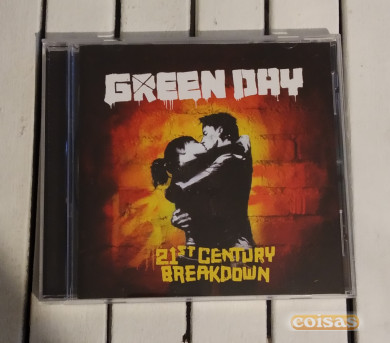 GREEN DAY
21ST CENTURY
BREAKDOWN
coisas